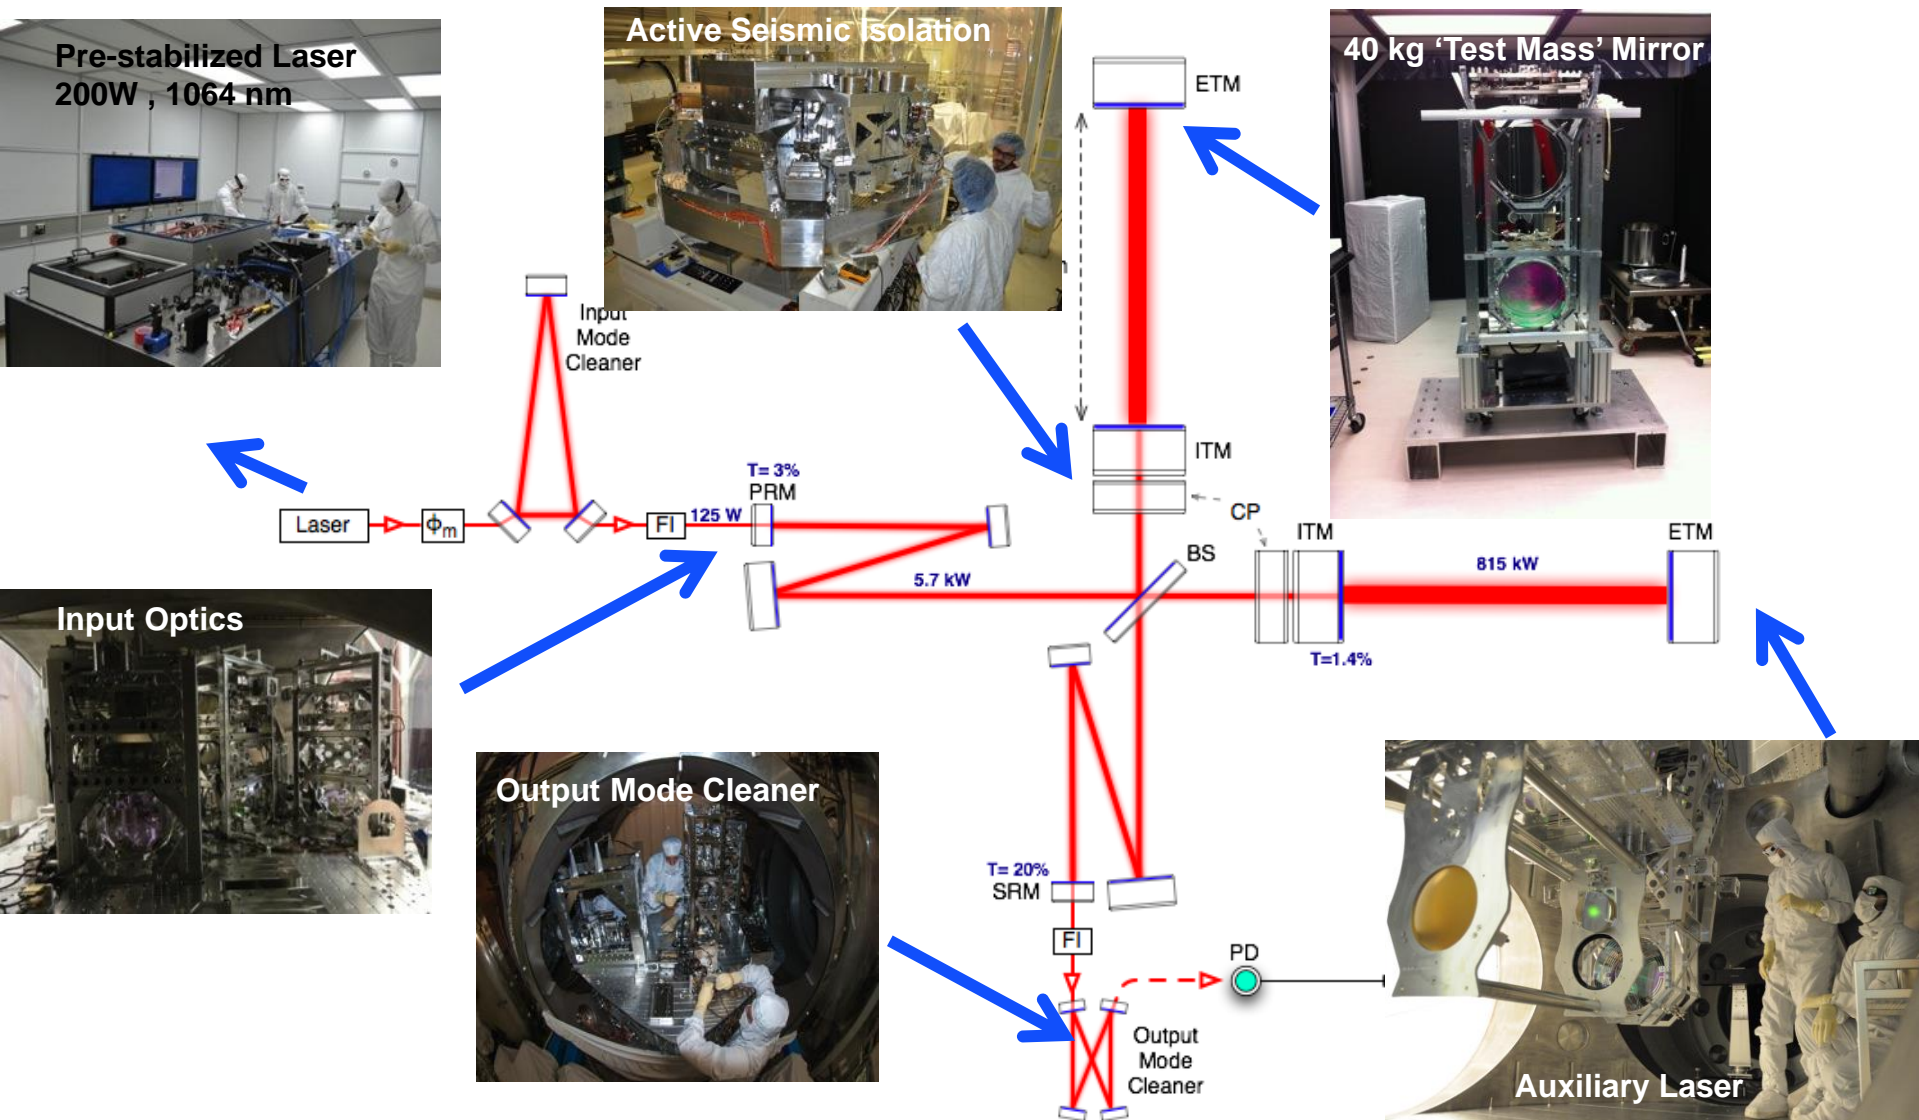 Pre-stabilized Laser
200W , 1064 nm
Active Seismic Isolation
40 kg ‘Test Mass’ Mirror
ETM
Input
Mode
Cleaner
ITM
T= 3%
PRM
CP
Laser
ϕm
FI
125 W
BS
ITM
ETM
5.7 kW
815 kW
T=1.4%
Input Optics
Output Mode Cleaner
T= 20%
SRM
FI
PD
Output
Mode
Cleaner
Auxiliary Laser